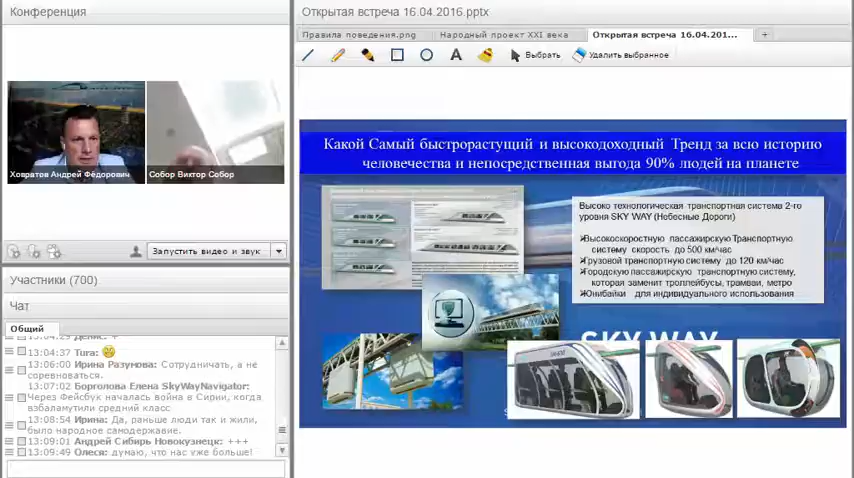 Конференция
Ховратов Андрей Фёдорович
Собор Виктор Собор
Запустить видео и звук
Участники (700)
Чат
Общий
13:04:29 Денис: +
13:04:37 Tura:
13:06:00 Ирина Разумова: Сотрудничать, а не
соревноваться.
13:07:02 Борголова Елена SkyWayNavigator:
Через Фейсбук началась война в Сирии, когда
взбаламутили средний класс
13:08:54 Ирина: Да, раньше люди так и жили,
было народное самодержавие.
13:09:01 Андрей Сибирь Новокузнецк: +++
13:09:49 Олеся: думаю, что нас уже больше!
Открытая встреча 16.04.2016.pptx
Правила поведения.png
Народный проект XXI века
Открытая встреча 16.04.201...
+
A
Выбрать
Удалить выбранное
Какой Самый быстрорастущий и высокодоходный Тренд за всю историю
человечества и непосредственная выгода 90% людей на планете
Высоко технологическая транспортная система 2-го
уровня SKY WAY (Небесные Дороги)
Высокоскоростную пассажирскую Транспортную
систему скорость до 500 км/час
Грузовой транспортную систему до 120 км/час
Городскую пассажирскую транспортную систему,
которая заменит троллейбусы, трамваи, метро
Юнибайки для индивидуального использования
SKY WAY